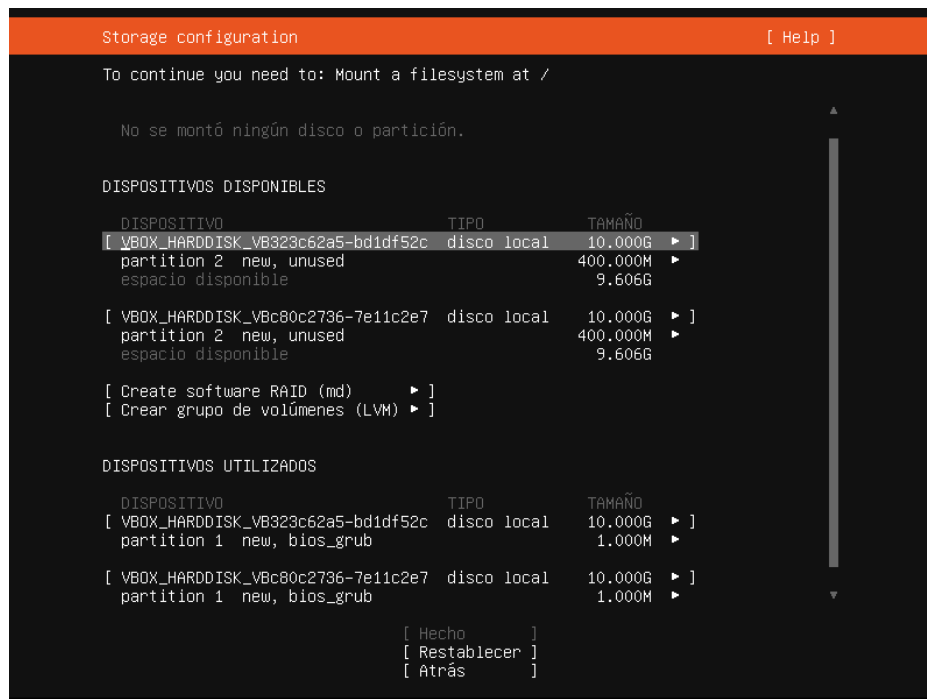 Storage configuration [ Help ]
To continue you need to: Mount a filesystem at /
▲
No se montó ningún disco o partición.
DISPOSITIVOS DISPONIBLES
DISPOSITIVO TIPO TAMAÑO
[ VBOX_HARDDISK_VB323c62a5-bd1df52c disco local 10.000G ► ]
partition 2 new, unused 400.000M ►
espacio disponible 9.606G
[ VBOX_HARDDISK_VBc80c2736-7e11c2e7 disco local 10.000G ► ]
partition 2 new, unused 400.000M ►
espacio disponible 9.606G
[ Create software RAID (md) ► ]
[ Crear grupo de volúmenes (LVM) ► ]
DISPOSITIVOS UTILIZADOS
DISPOSITIVO TIPO TAMAÑO
[ VBOX_HARDDISK_VB323c62a5-bd1df52c disco local 10.000G ► ]
partition 1 new, bios_grub 1.000M ►
[ VBOX_HARDDISK_VBc80c2736-7e11c2e7 disco local 10.000G ► ]
partition 1 new, bios_grub 1.000M ► ▼
[ Hecho ]
[ Restablecer ]
[ Atrás ]